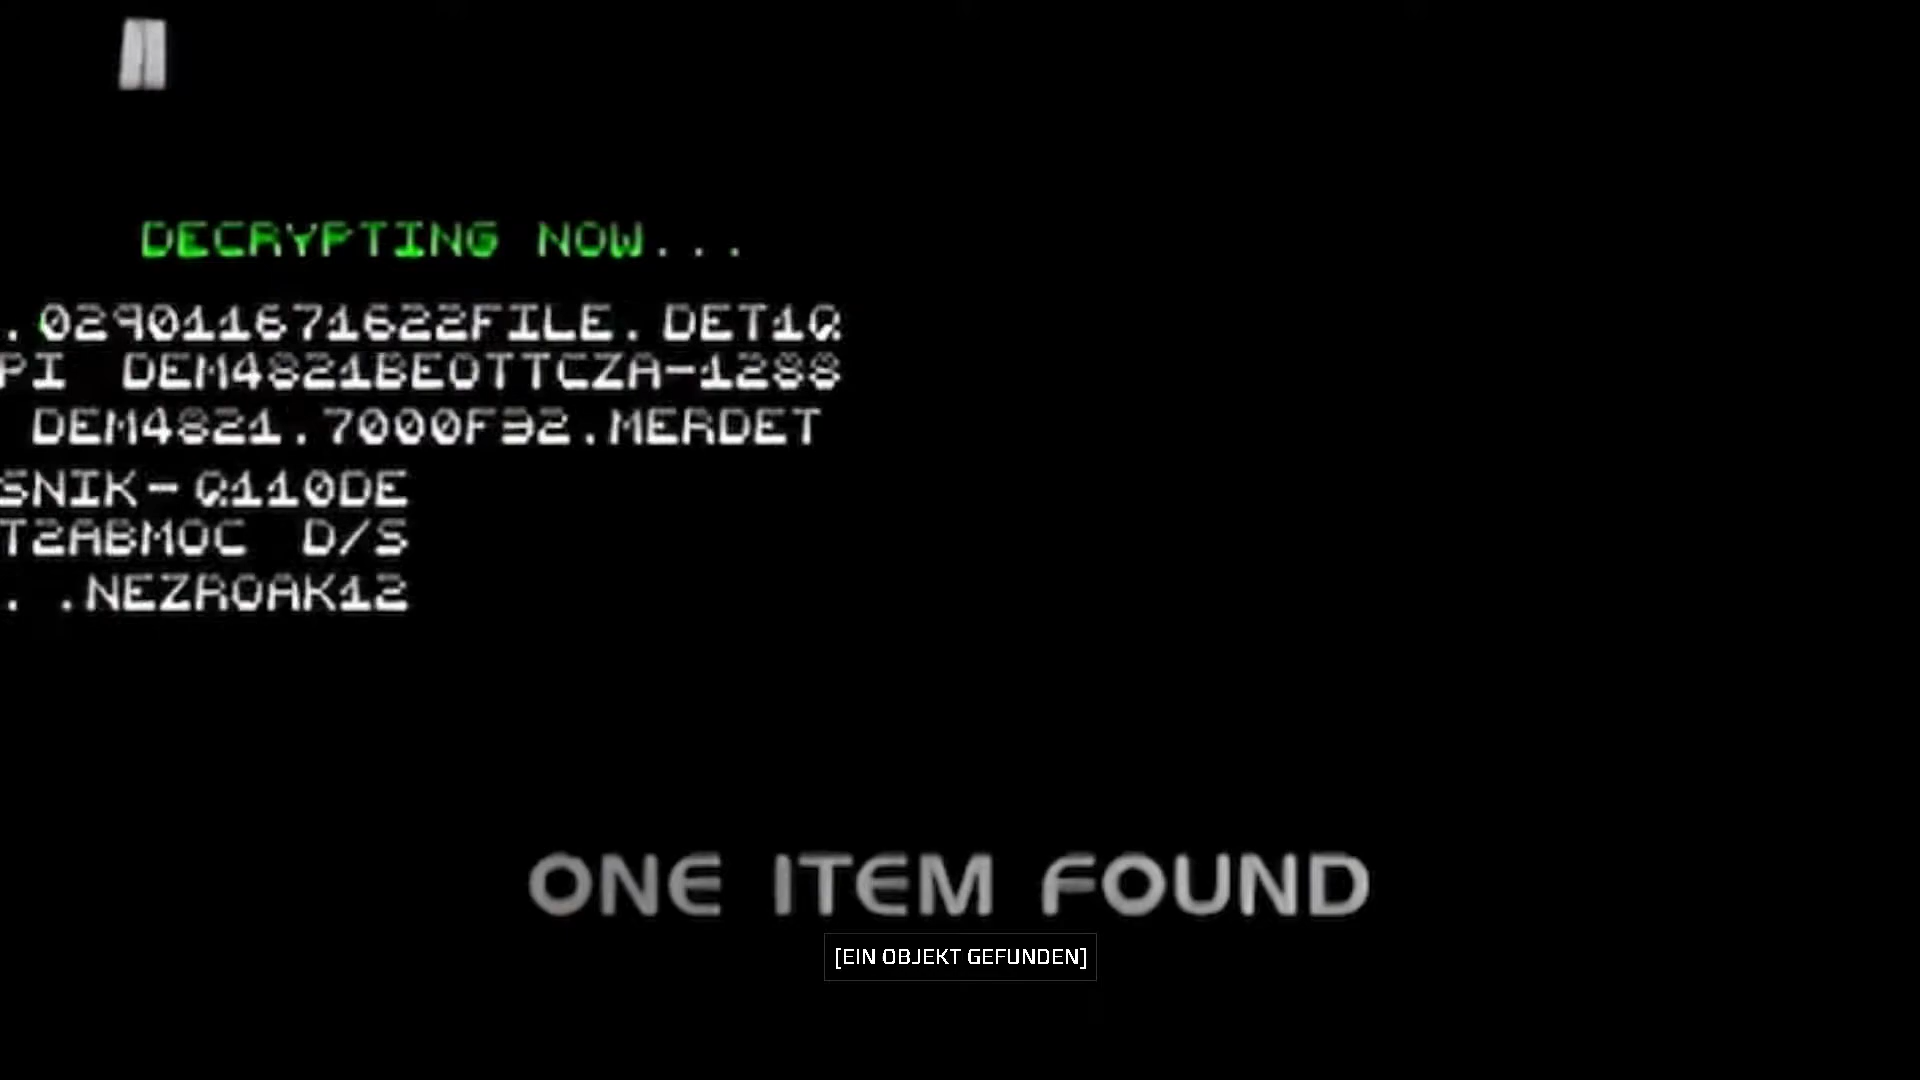 DECRYPTING NOW...
.029011671622FILE.DET1Q
PI DEM4821BEOTTCZA-1288
DEM4821.7000F32.MERDET
SNIK-Q110DE
T2ABMOC D/S
. .NEZROAK12
ONE ITEM FOUND
[EIN OBJEKT GEFUNDEN]